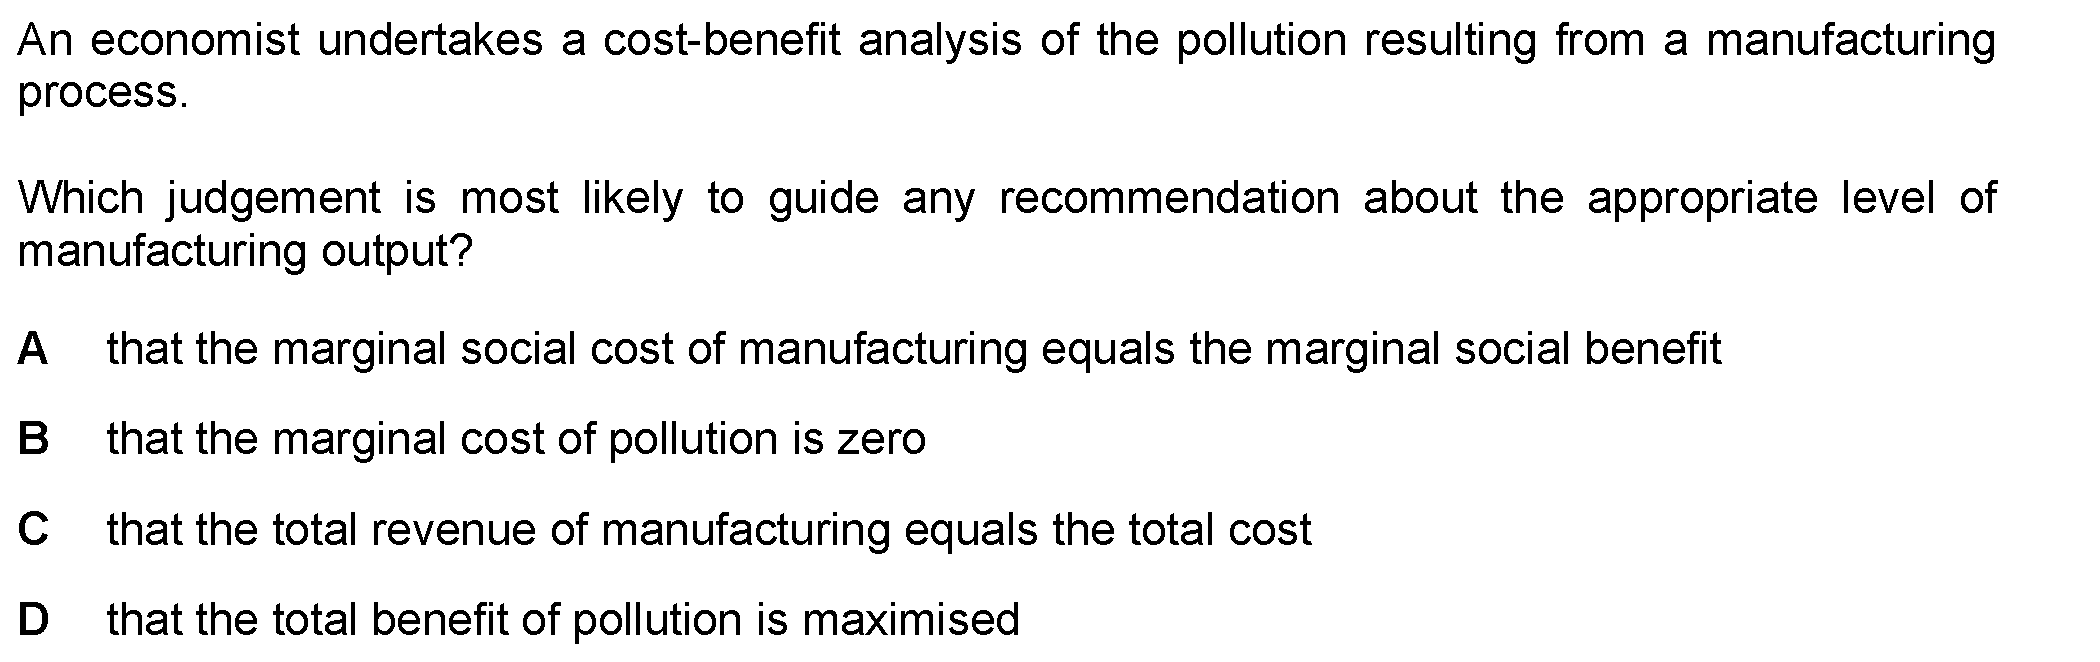 An economist undertakes a cost-benefit analysis of the pollution resulting from a manufacturing
process.
Which judgement is most likely to guide any recommendation about the appropriate level of
manufacturing output?
A that the marginal social cost of manufacturing equals the marginal social benefit
B that the marginal cost of pollution is zero
C that the total revenue of manufacturing equals the total cost
D that the total benefit of pollution is maximised